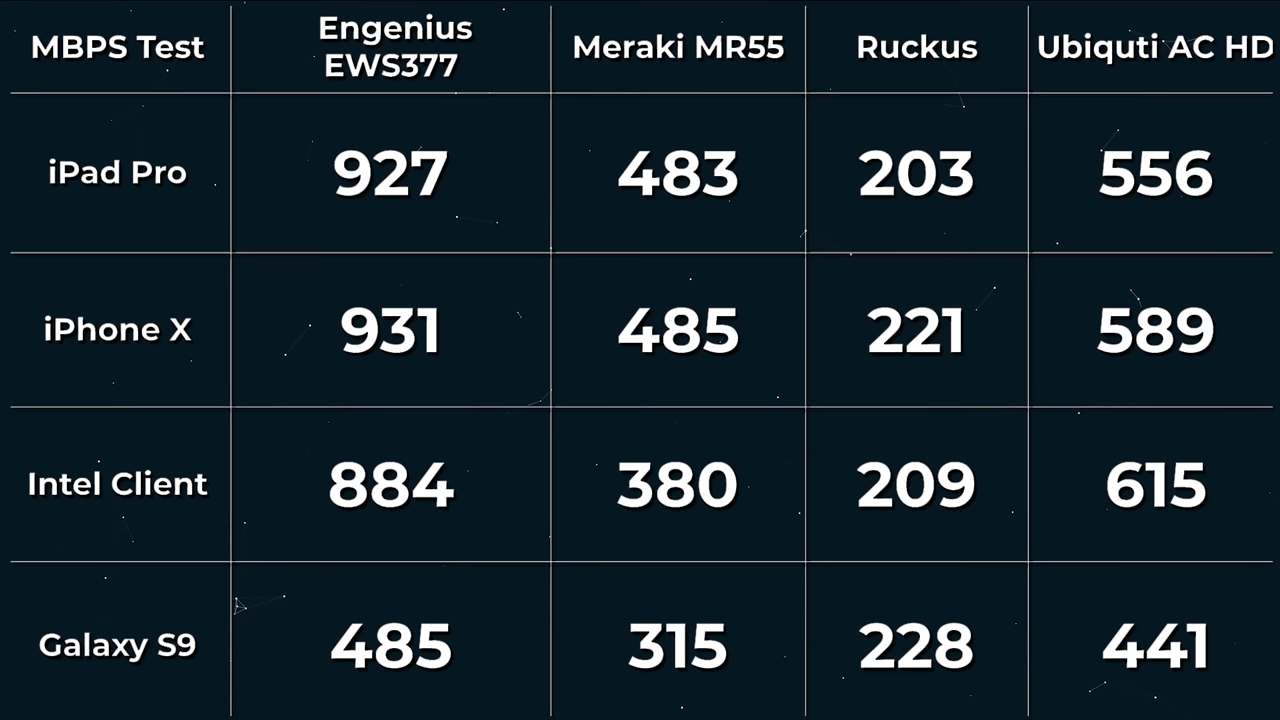 MBPS Test
Engenius
EWS377
Meraki MR55
Ruckus
Ubiquti AC HD
iPad Pro
927
483
203
556
iPhone X
931
485
221
589
Intel Client
884
380
209
615
Galaxy S9
485
315
228
441